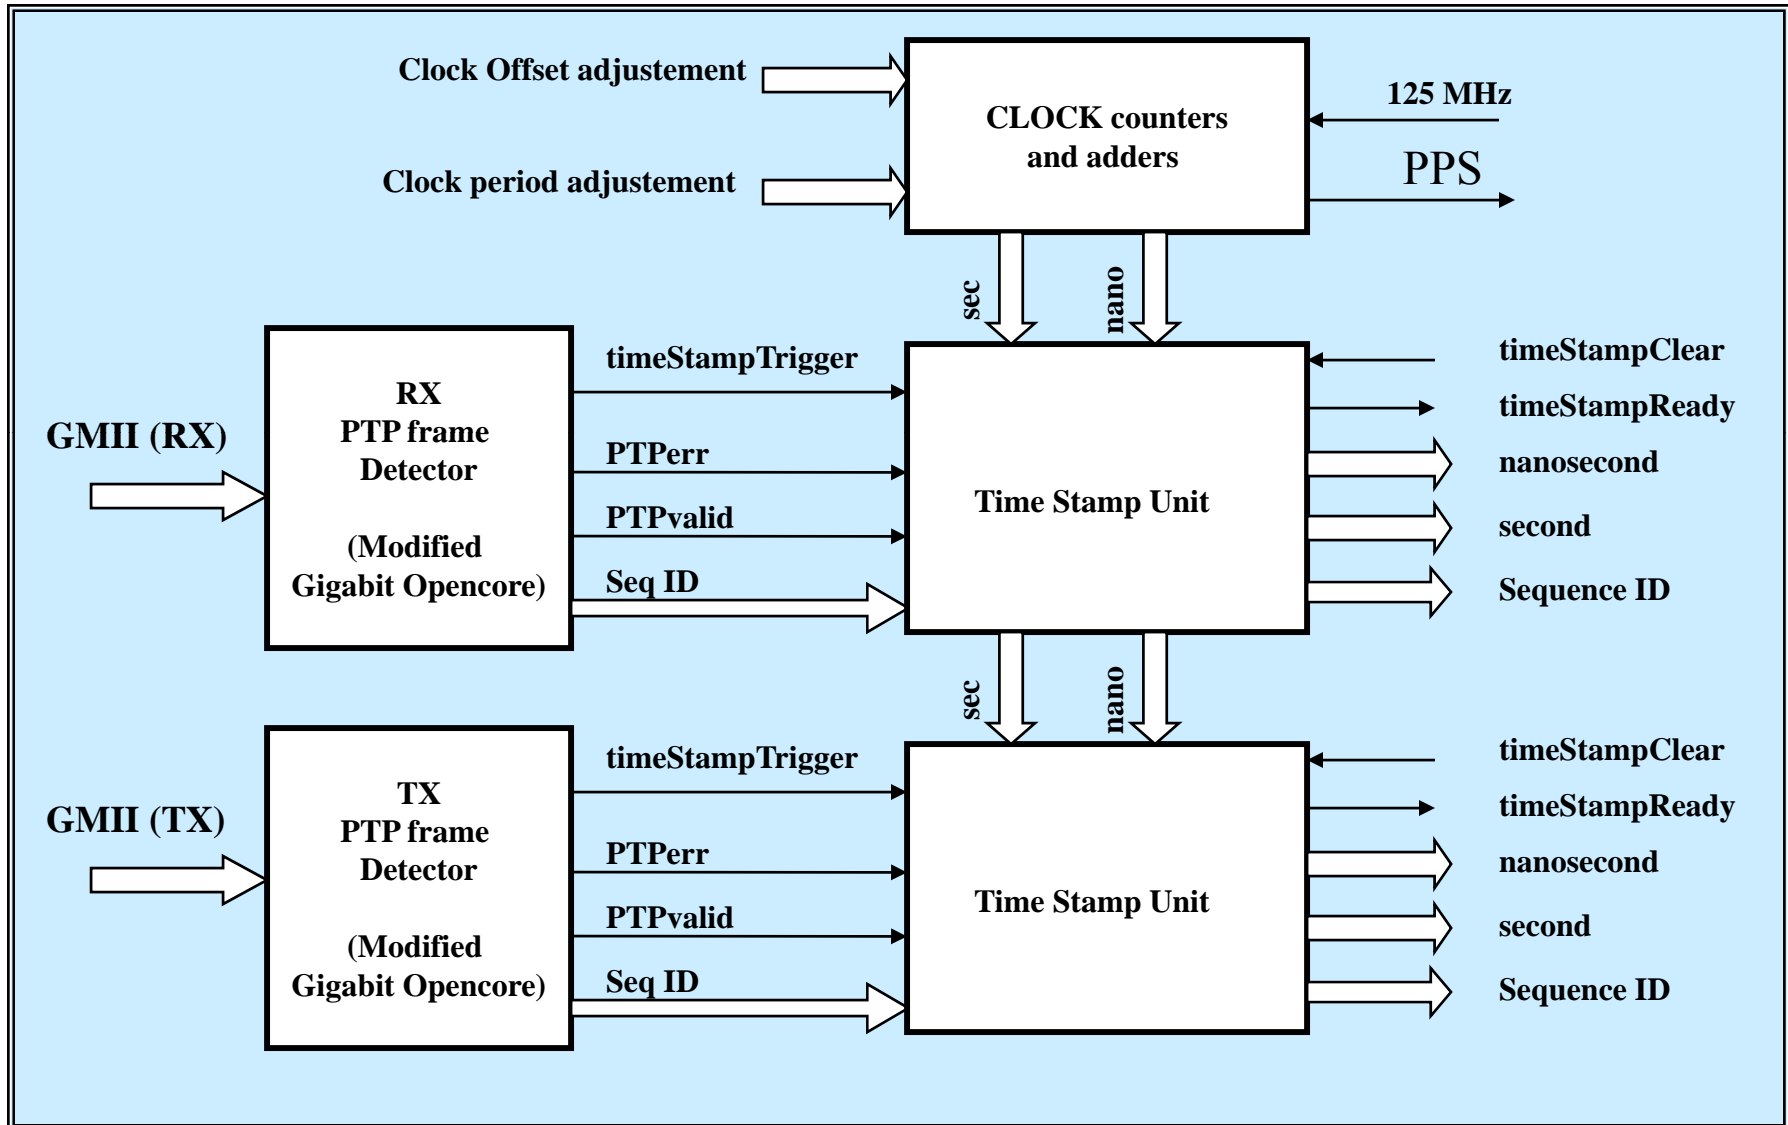 Clock Offset adjustement
125 MHz
CLOCK counters
and adders
PPS
Clock period adjustement
sec
nano
timeStampTrigger
timeStampClear
RX
PTP frame
Detector
(Modified
Gigabit Opencore)
timeStampReady
GMII (RX)
PTPerr
nanosecond
Time Stamp Unit
PTPvalid
second
Seq ID
Sequence ID
sec
nano
timeStampTrigger
timeStampClear
TX
PTP frame
Detector
(Modified
Gigabit Opencore)
timeStampReady
GMII (TX)
PTPerr
nanosecond
Time Stamp Unit
PTPvalid
second
Seq ID
Sequence ID